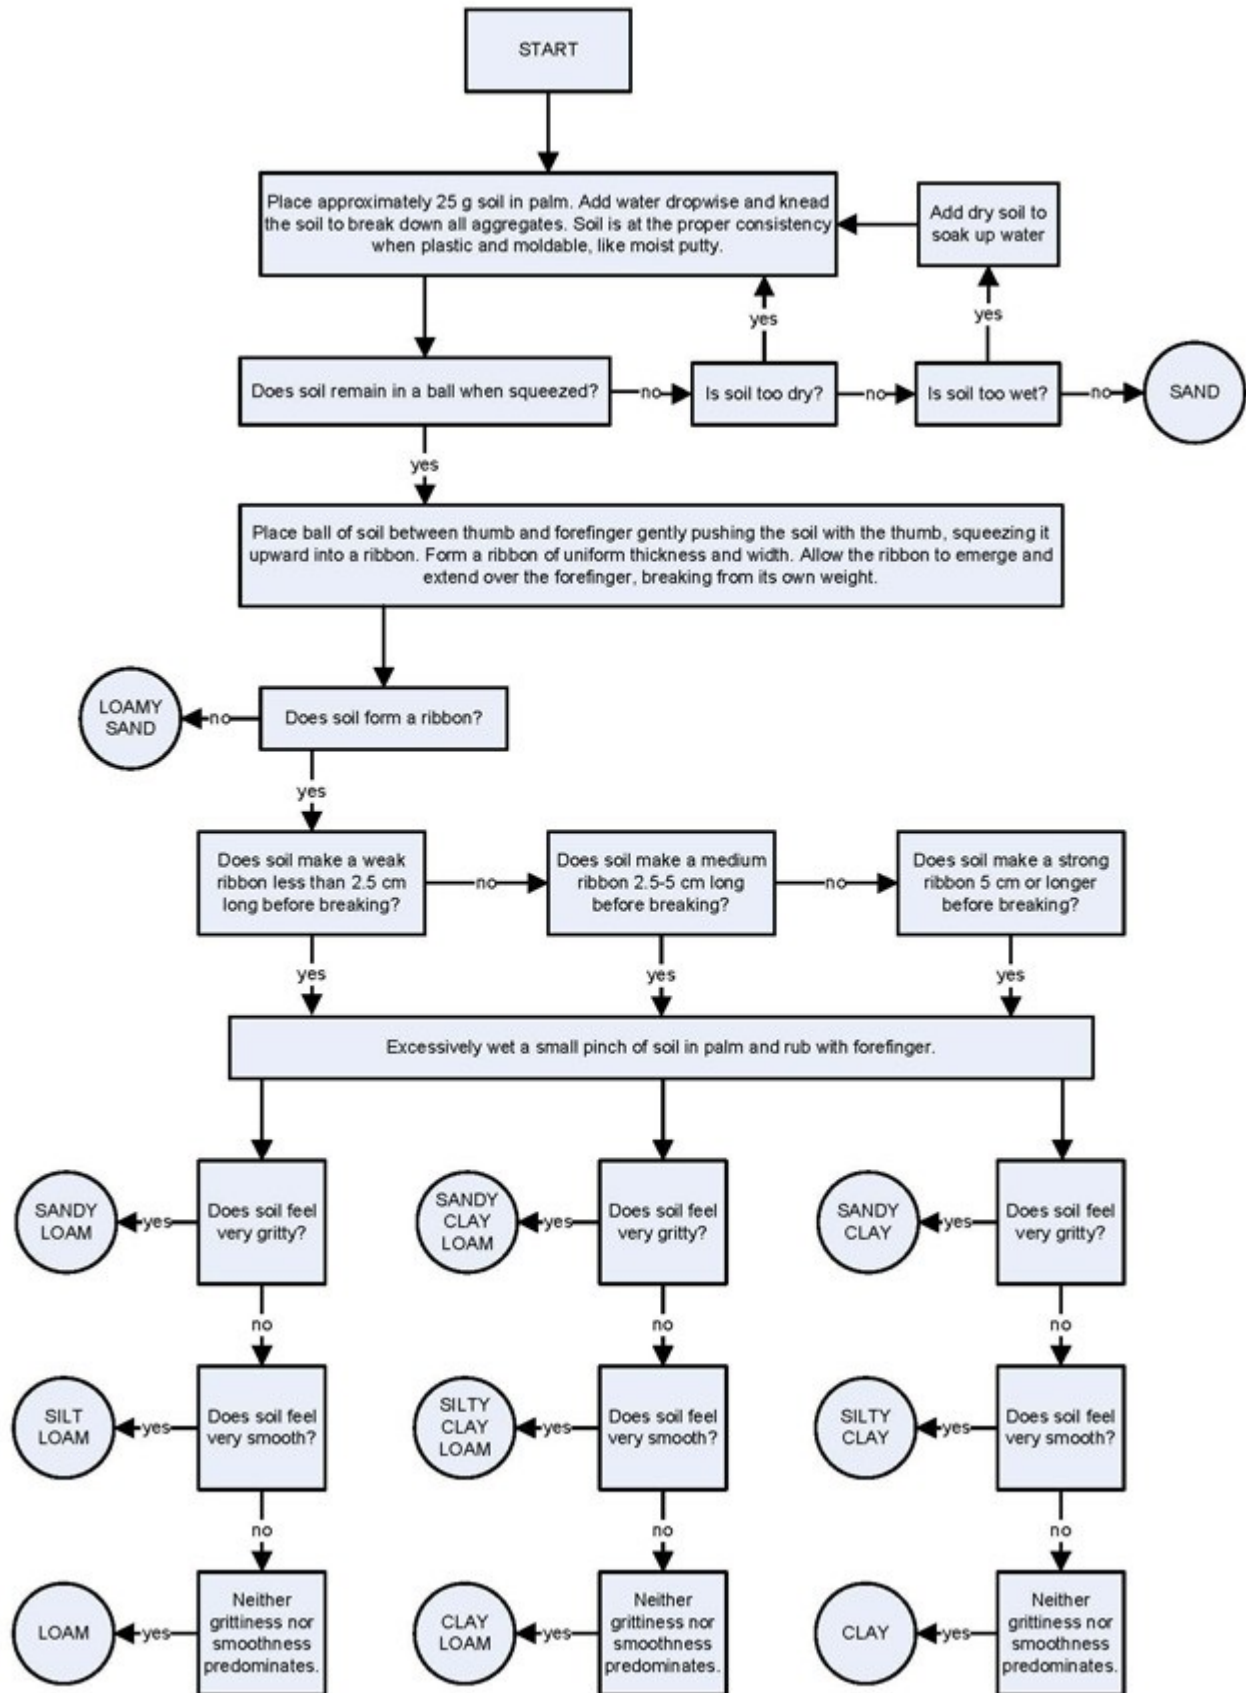 START
Place approximately 25 g soil in palm. Add water dropwise and knead
the soil to break down all aggregates. Soil is at the proper consistency
when plastic and moldable, like moist putty.
Add dry soil to
soak up water
yes
yes
Does soil remain in a ball when squeezed?
no
Is soil too dry?
no
Is soil too wet?
no
SAND
yes
Place ball of soil between thumb and forefinger gently pushing the soil with the thumb, squeezing it
upward into a ribbon. Form a ribbon of uniform thickness and width. Allow the ribbon to emerge and
extend over the forefinger, breaking from its own weight.
LOAMY
SAND
no
Does soil form a ribbon?
yes
Does soil make a weak
ribbon less than 2.5 cm
long before breaking?
no
Does soil make a medium
ribbon 2.5-5 cm long
before breaking?
no
Does soil make a strong
ribbon 5 cm or longer
before breaking?
yes
yes
yes
Excessively wet a small pinch of soil in palm and rub with forefinger.
SANDY
LOAM
yes
Does soil feel
very gritty?
SANDY
CLAY
LOAM
yes
Does soil feel
very gritty?
SANDY
CLAY
yes
Does soil feel
very gritty?
no
no
no
SILT
LOAM
yes
Does soil feel
very smooth?
SILTY
CLAY
LOAM
yes
Does soil feel
very smooth?
SILTY
CLAY
yes
Does soil feel
very smooth?
no
no
no
LOAM
yes
Neither
grittiness nor
smoothness
predominates.
CLAY
LOAM
yes
Neither
grittiness nor
smoothness
predominates.
CLAY
yes
Neither
grittiness nor
smoothness
predominates.